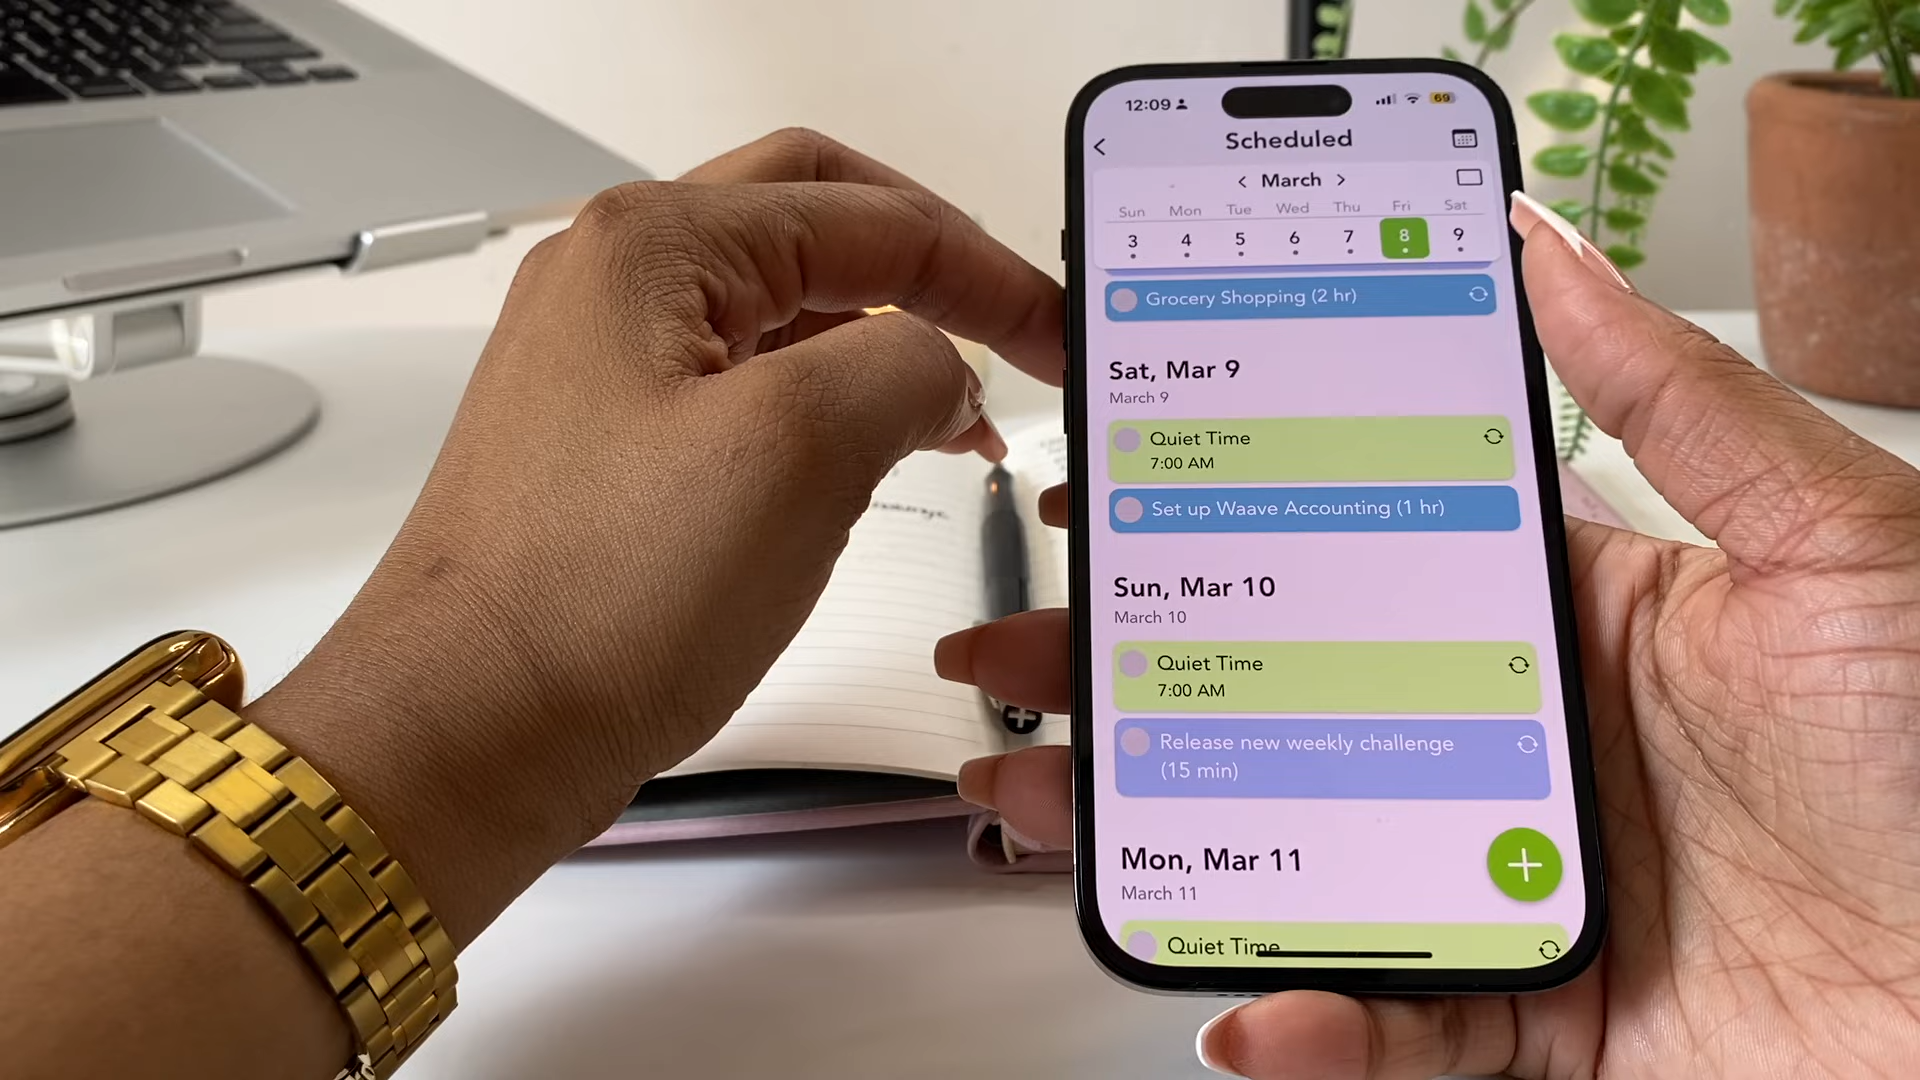 12:09
69
Scheduled
March
Sun Mon Tue Wed Thu Fri Sat
3 4 5 6 7 8 9
Grocery Shopping (2 hr)
Sat, Mar 9
March 9
Quiet Time
7:00 AM
Set up Waave Accounting (1 hr)
Sun, Mar 10
March 10
Quiet Time
7:00 AM
Release new weekly challenge
(15 min)
Mon, Mar 11
March 11
Quiet Time